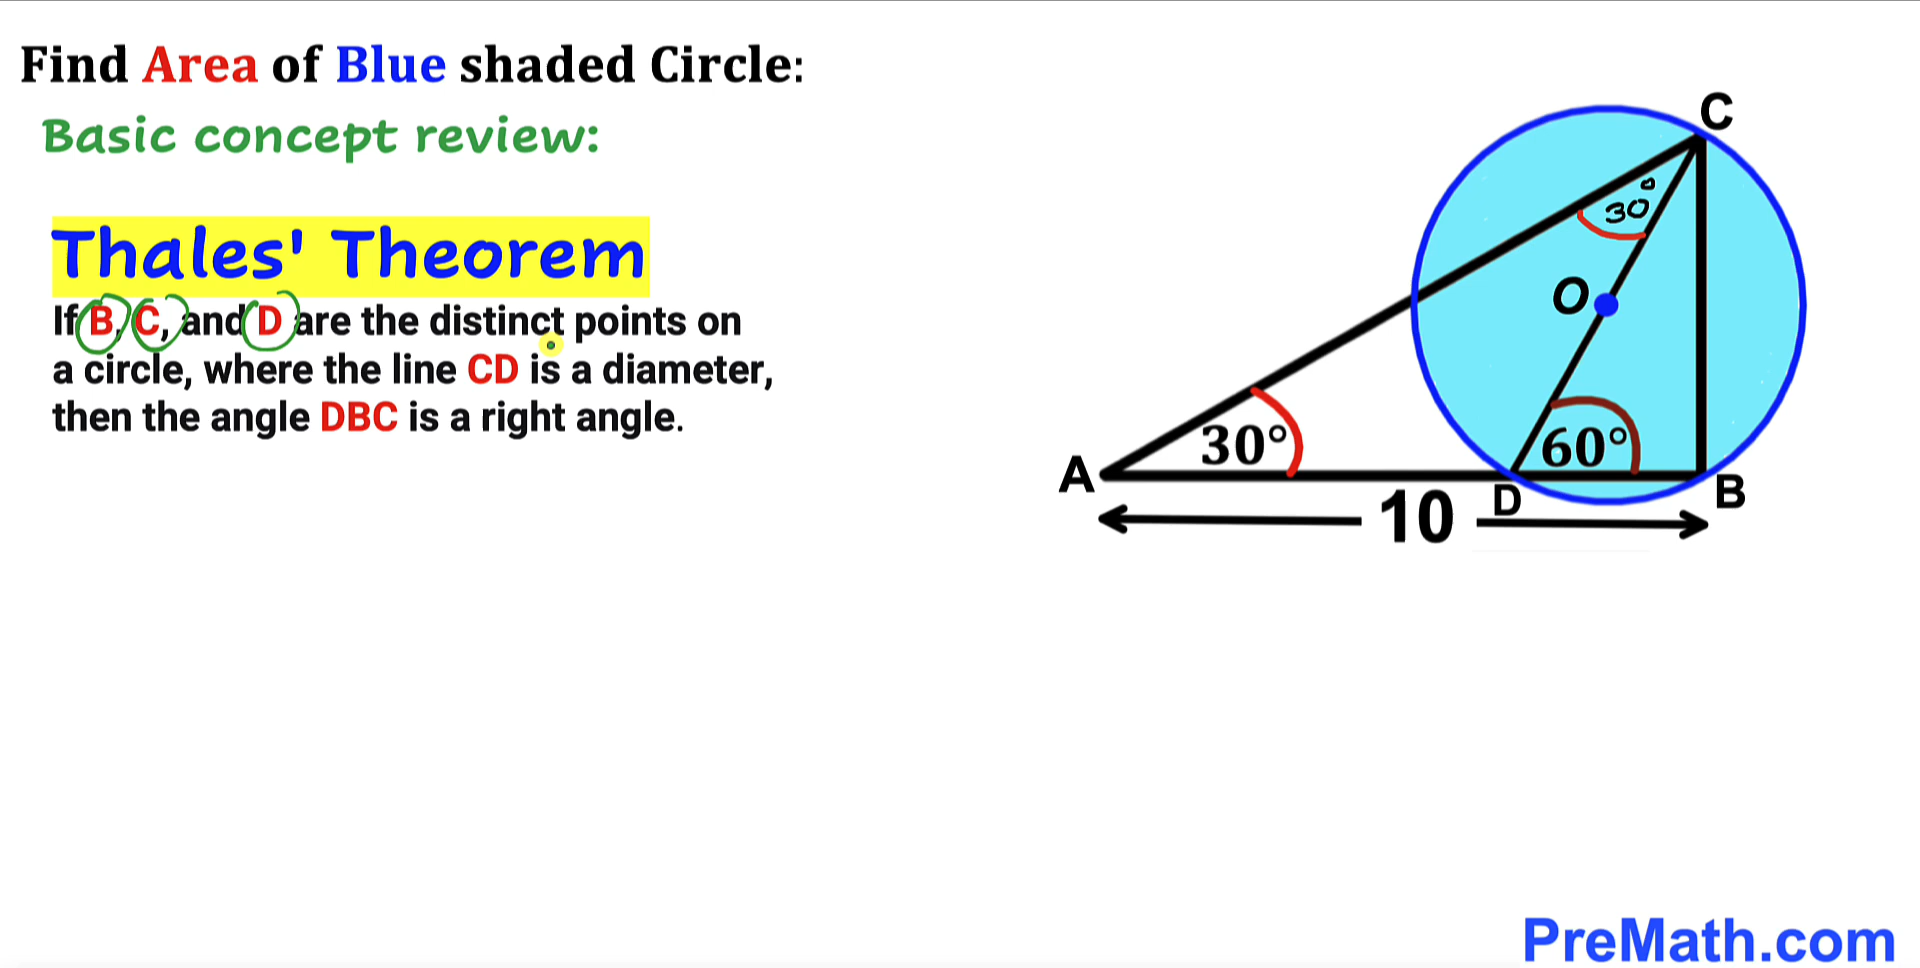 Find Area of Blue shaded Circle:
Basic concept review:
Thales' Theorem
If B, C, and D are the distinct points on
a circle, where the line CD is a diameter,
then the angle DBC is a right angle.
C
30°
O
30°
60°
A
D
B
10
PreMath.com